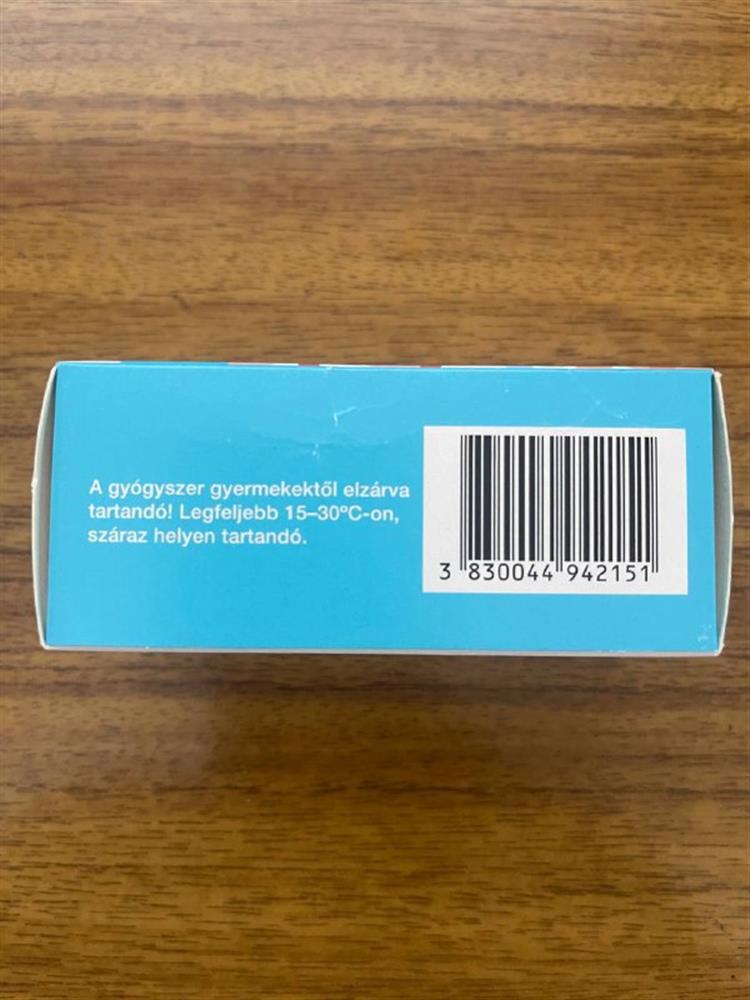 A gyógyszer gyermekektől elzárva
tartandó! Legfeljebb 15–30ºC-on,
száraz helyen tartandó.
3 830044 942151